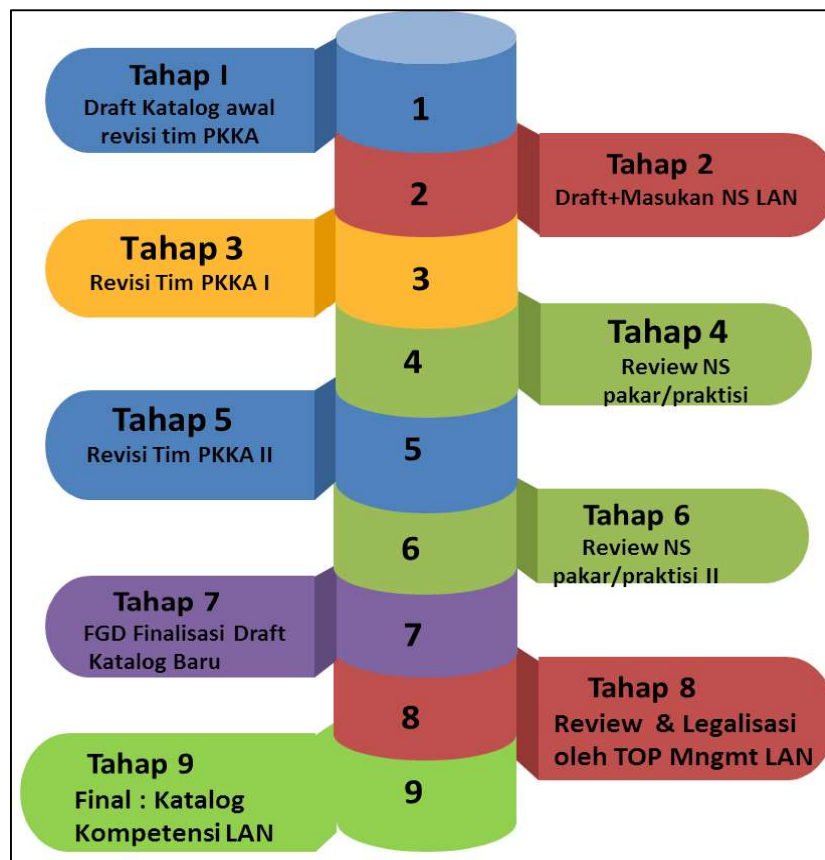 Tahap I
Draft Katalog awal
revisi tim PKKA
1
Tahap 2
Draft+Masukan NS LAN
2
Tahap 3
Revisi Tim PKKA I
3
Tahap 4
Review NS
pakar/praktisi
4
Tahap 5
Revisi Tim PKKA II
5
Tahap 6
Review NS
pakar/praktisi II
6
Tahap 7
FGD Finalisasi Draft
Katalog Baru
7
Tahap 8
Review & Legalisasi
oleh TOP Mngmt LAN
8
Tahap 9
Final : Katalog
Kompetensi LAN
9